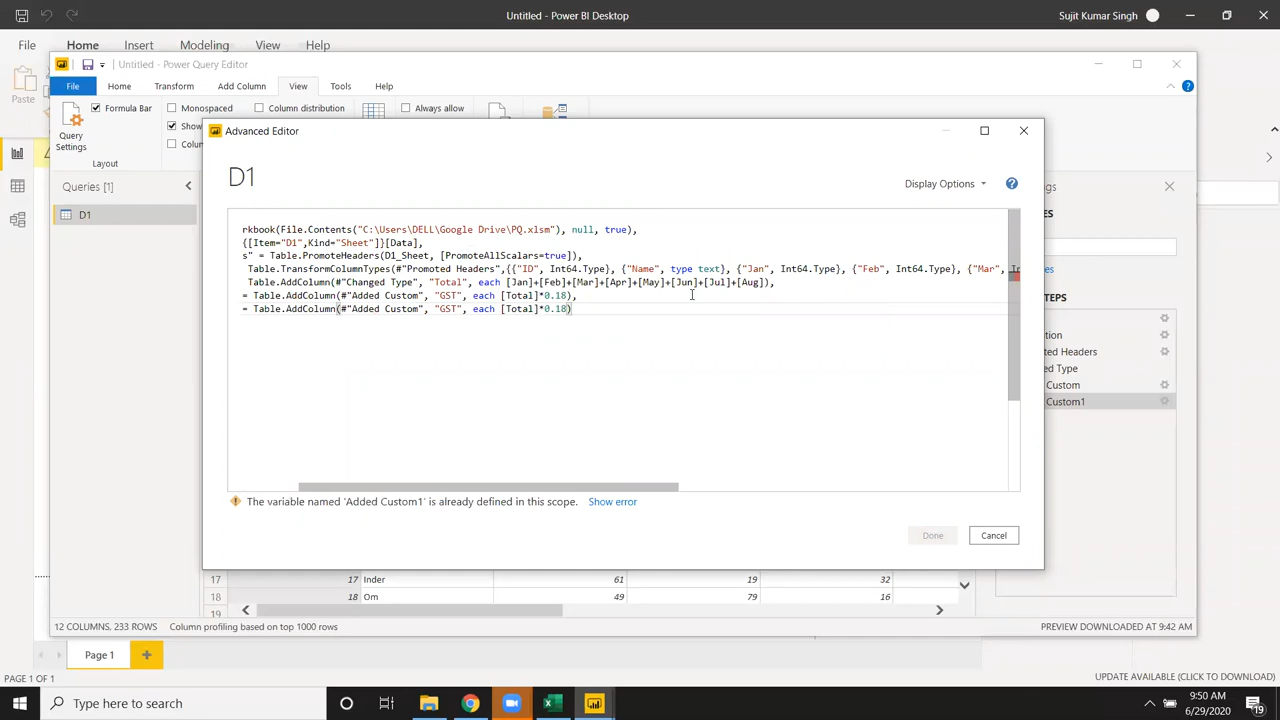 Untitled - Power BI Desktop
Sujit Kumar Singh
File Home Insert Modeling View Help
Untitled - Power Query Editor
Paste
File Home Transform Add Column View Tools Help
Formula Bar
Monospaced
Column distribution
Always allow
Show
Query
Settings
Layout
Advanced Editor
D1
Display Options
Queries [1]
D1
rkbook(File.Contents("C:\Users\DELL\Google Drive\PQ.xlsm"), null, true),
{[Item="D1",Kind="Sheet"]}[Data],
s" = Table.PromoteHeaders(D1_Sheet, [PromoteAllScalars=true]),
Table.TransformColumnTypes(#"Promoted Headers",{{"ID", Int64.Type}, {"Name", type text}, {"Jan", Int64.Type}, {"Feb", Int64.Type}, {"Mar",
Table.AddColumn(#"Changed Type", "Total", each [Jan]+[Feb]+[Mar]+[Apr]+[May]+[Jun]+[Jul]+[Aug]),
= Table.AddColumn(#"Added Custom", "GST", each [Total]*0.18),
= Table.AddColumn(#"Added Custom", "GST", each [Total]*0.18)
The variable named 'Added Custom1' is already defined in this scope. Show error
Done
Cancel
ted Headers
ed Type
Custom
Custom1
17 Inder 61 19 32
18 Om 49 79 16
19
12 COLUMNS, 233 ROWS
Column profiling based on top 1000 rows
PREVIEW DOWNLOADED AT 9:42 AM
Page 1
PAGE 1 OF 1
UPDATE AVAILABLE (CLICK TO DOWNLOAD)
Type here to search
9:50 AM
6/29/2020
19